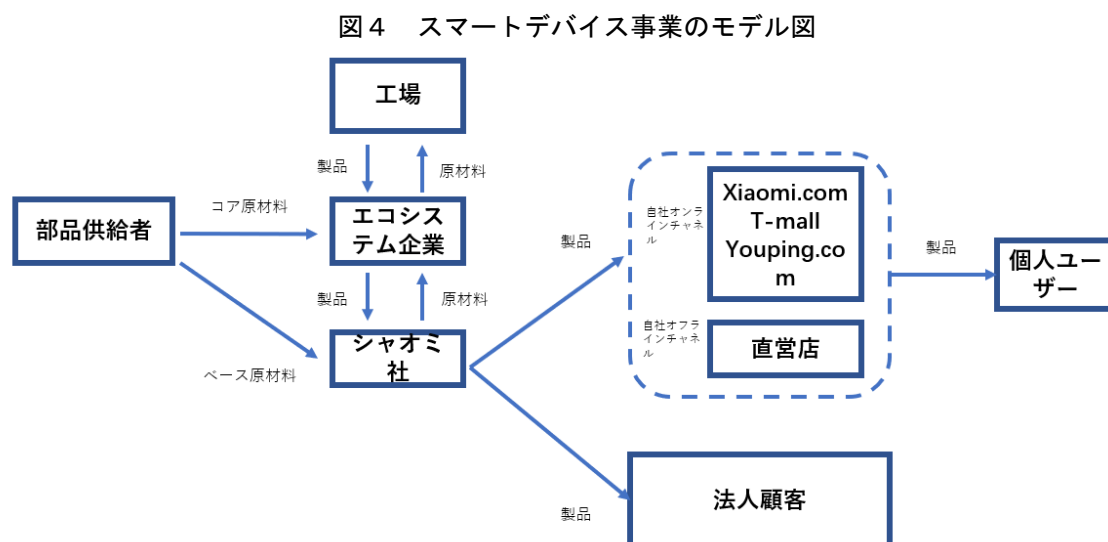 図４　スマートデバイス事業のモデル図
工場
製品
原材料
コア原材料
部品供給者
エコシス
テム企業
製品
原材料
シャオミ
社
ベース原材料
製品
自社オンラ
インチャネ
ル
Xiaomi.com
T-mall
Youping.co
m
自社オフラ
インチャネ
ル
直営店
製品
個人ユー
ザー
製品
法人顧客